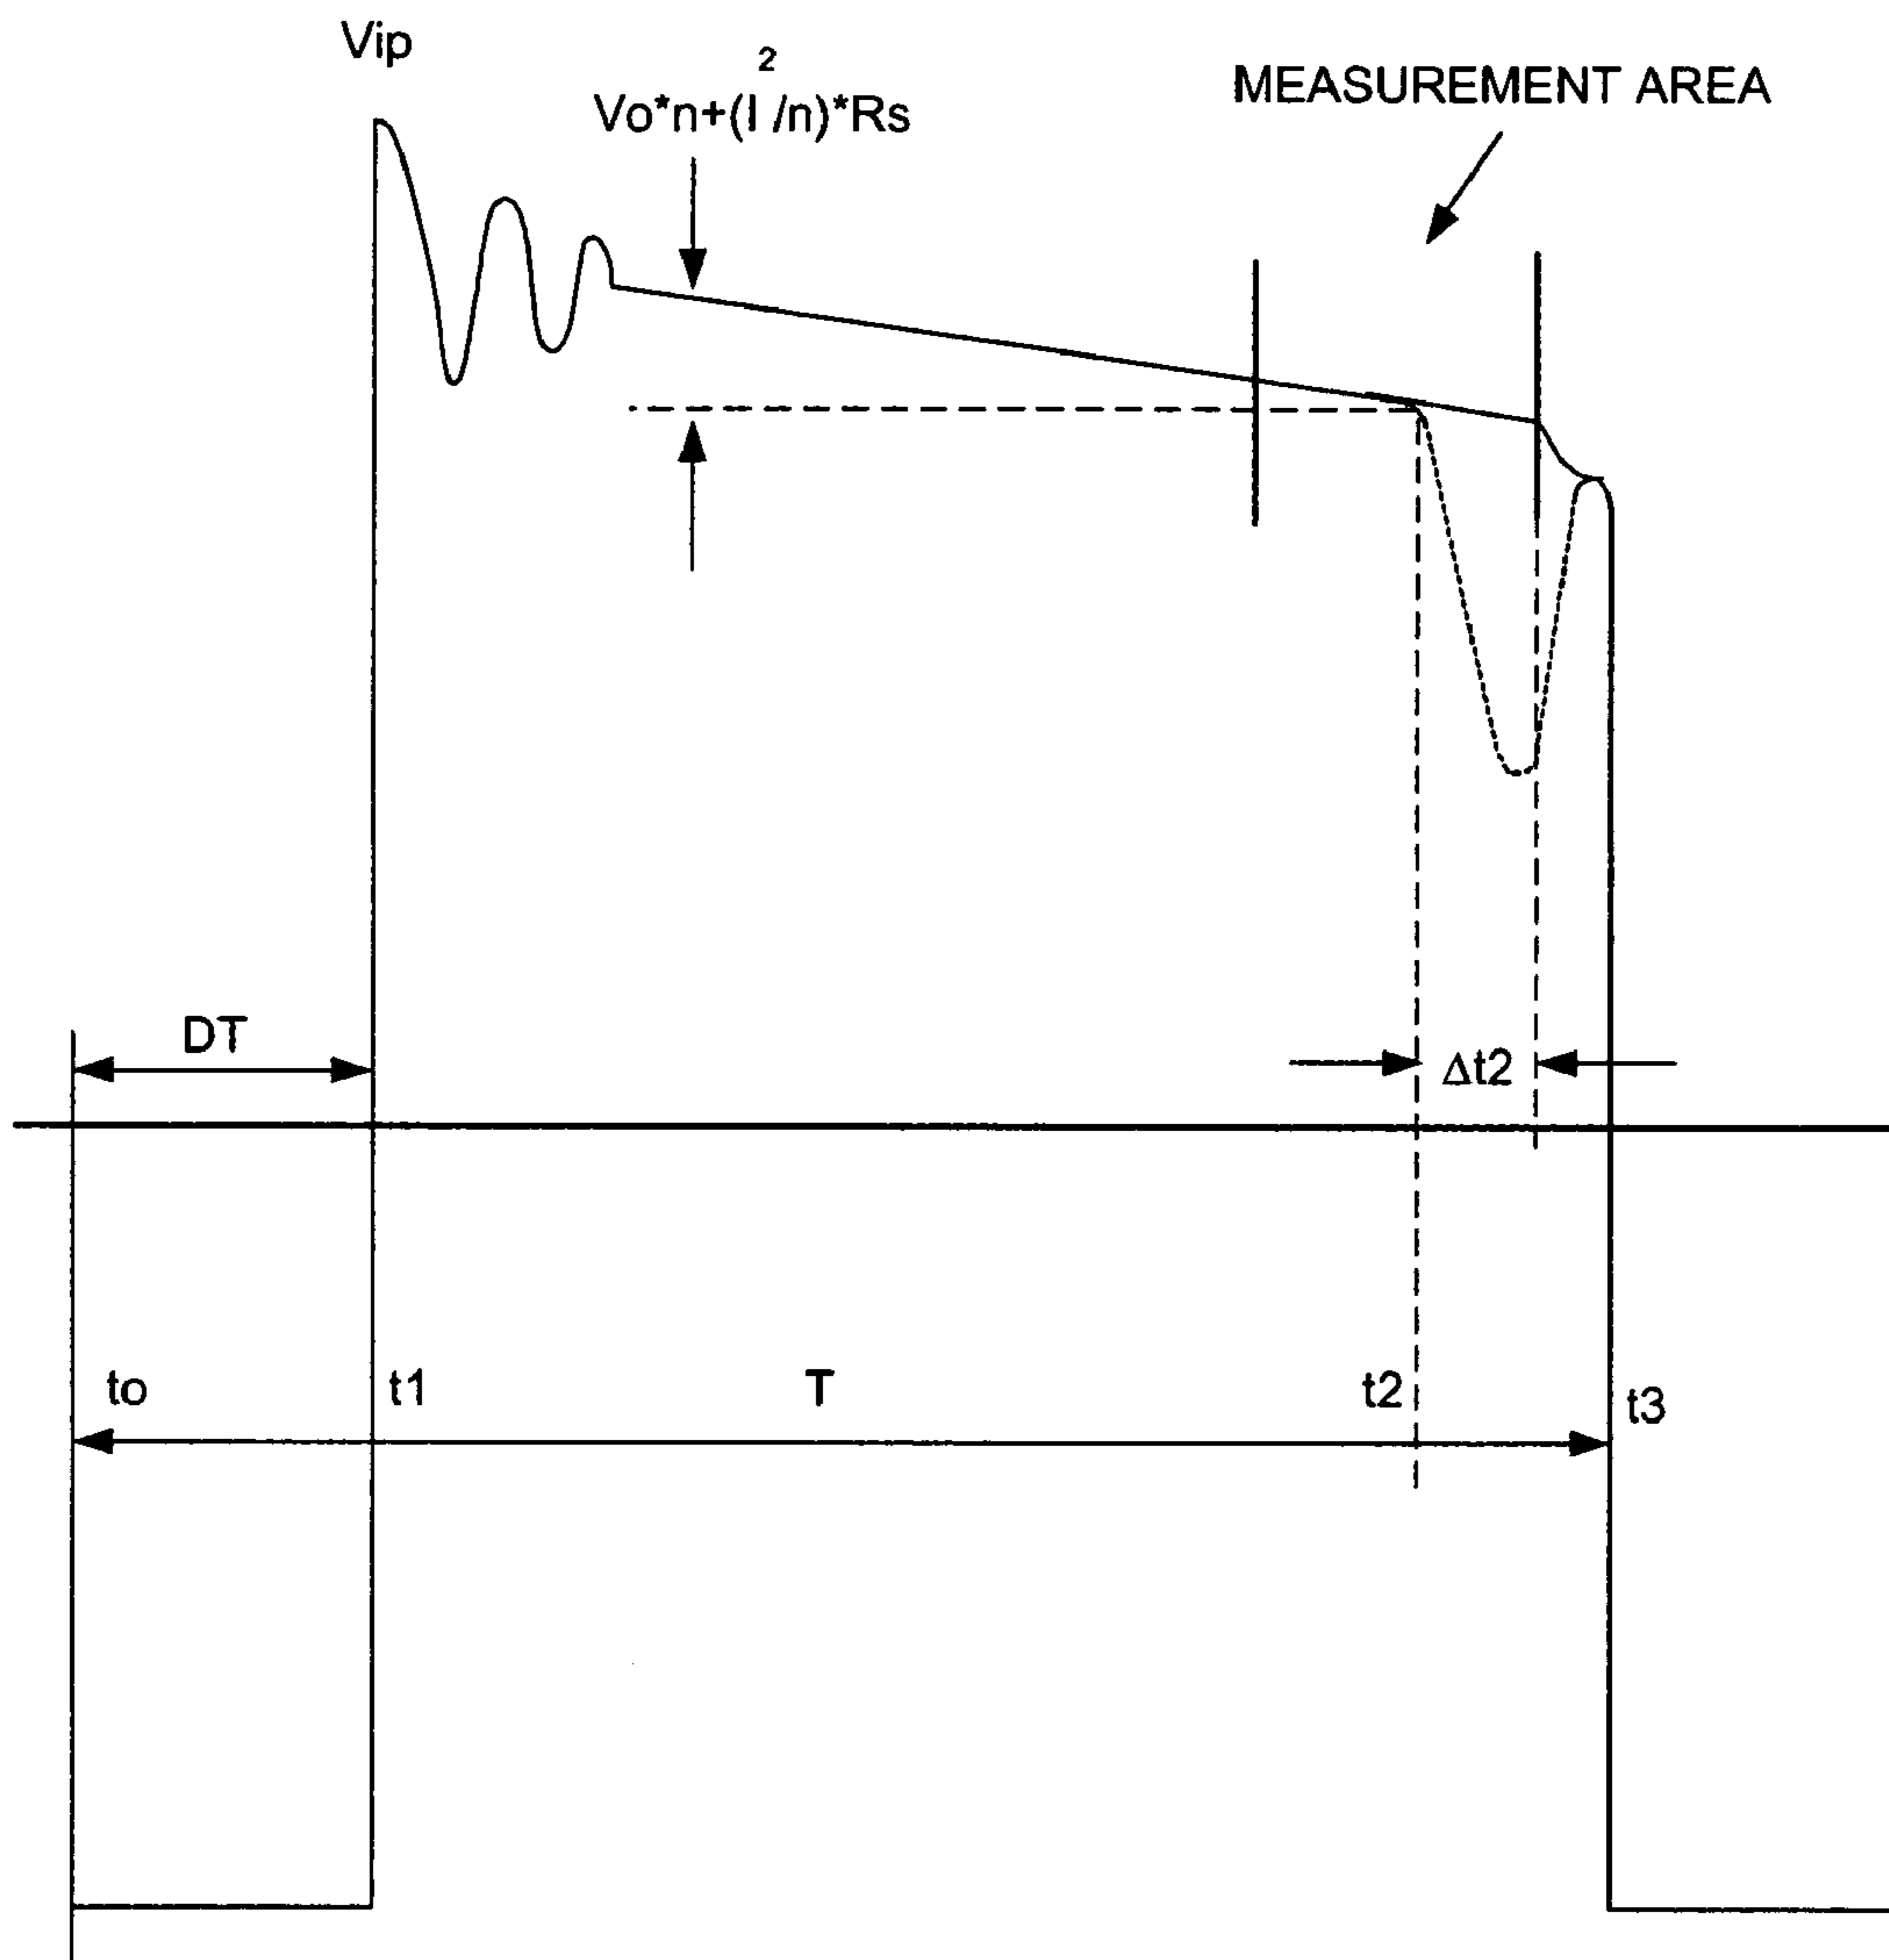 Vip
2
Vo*n+(I /n)*Rs
MEASUREMENT AREA
DT
Δt2
to
t1
T
t2
t3